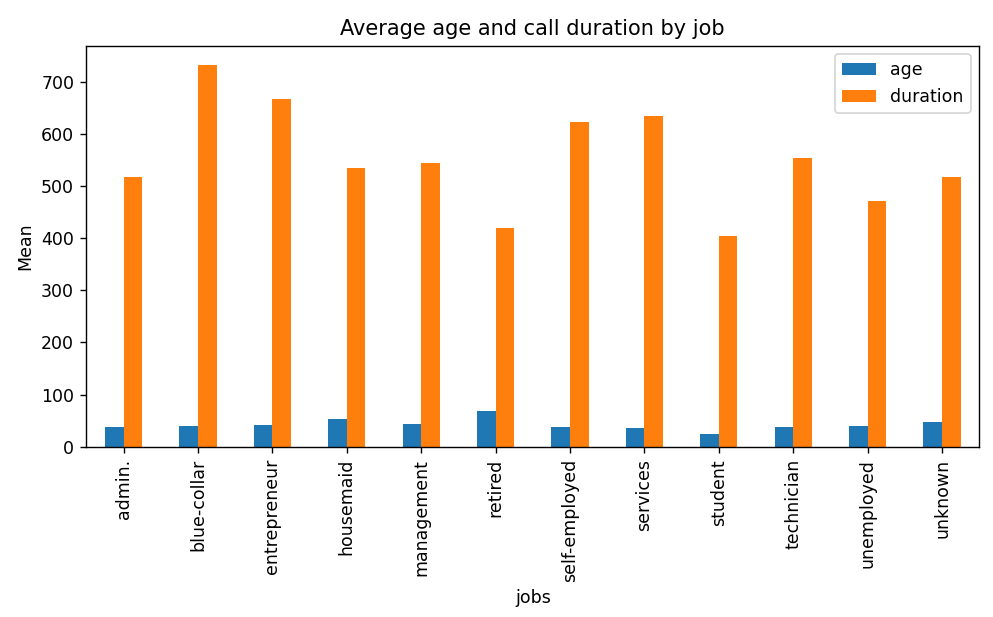 Average age and call duration by job
age
duration
700
600
500
400
300
200
100
0
Mean
admin.
blue-collar
entrepreneur
housemaid
management
retired
self-employed
services
student
technician
unemployed
unknown
jobs